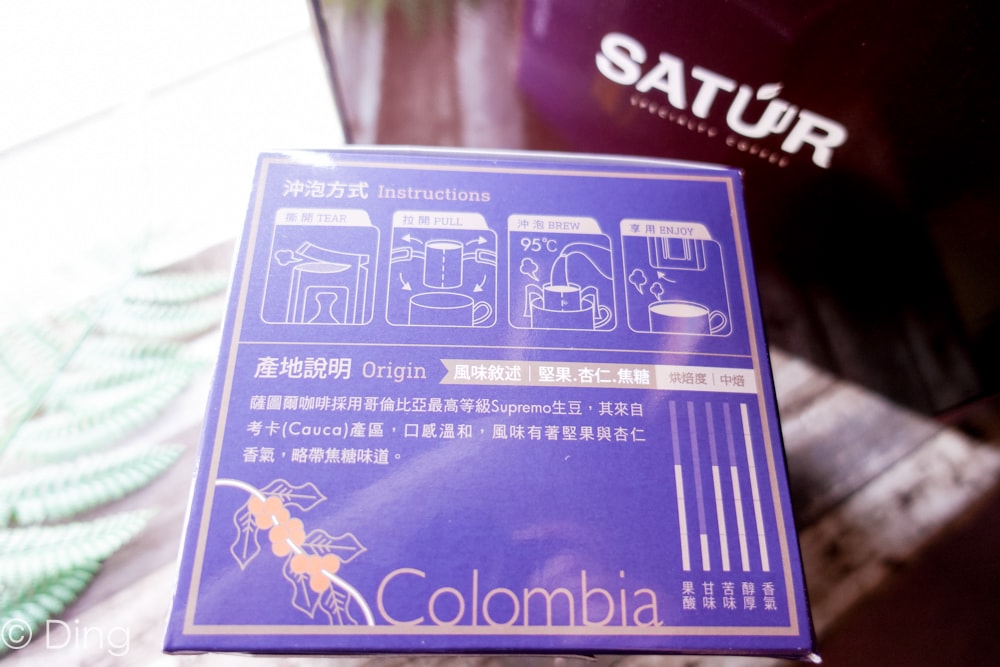 SATUR
SPECIALTY COFFEE
沖泡方式 Instructions
撕開 TEAR
拉開 PULL
沖泡 BREW
享用 ENJOY
95℃
產地說明 Origin
風味敘述｜堅果.杏仁.焦糖
烘焙度｜中焙
薩圖爾咖啡採用哥倫比亞最高等級Supremo生豆，其來自
考卡(Cauca)產區，口感溫和，風味有著堅果與杏仁
香氣，略帶焦糖味道。
果酸
甘味
苦味
醇厚
香氣
Colombia
© Ding